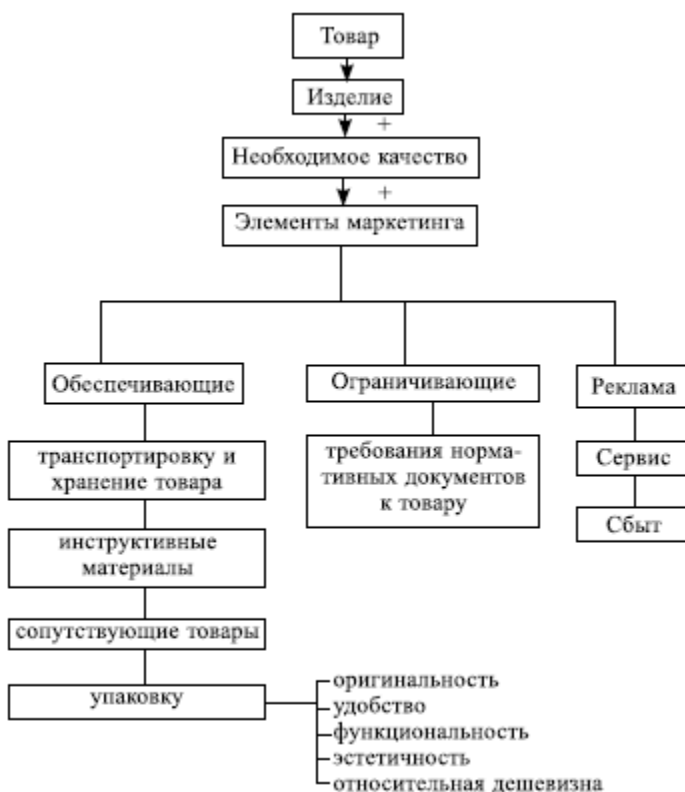 Товар
Изделие
+
Необходимое качество
+
Элементы маркетинга
Обеспечивающие
транспортировку и
хранение товара
инструктивные
материалы
сопутствующие товары
упаковку
оригинальность
удобство
функциональность
эстетичность
относительная дешевизна
Ограничивающие
требования норма-
тивных документов
к товару
Реклама
Сервис
Сбыт